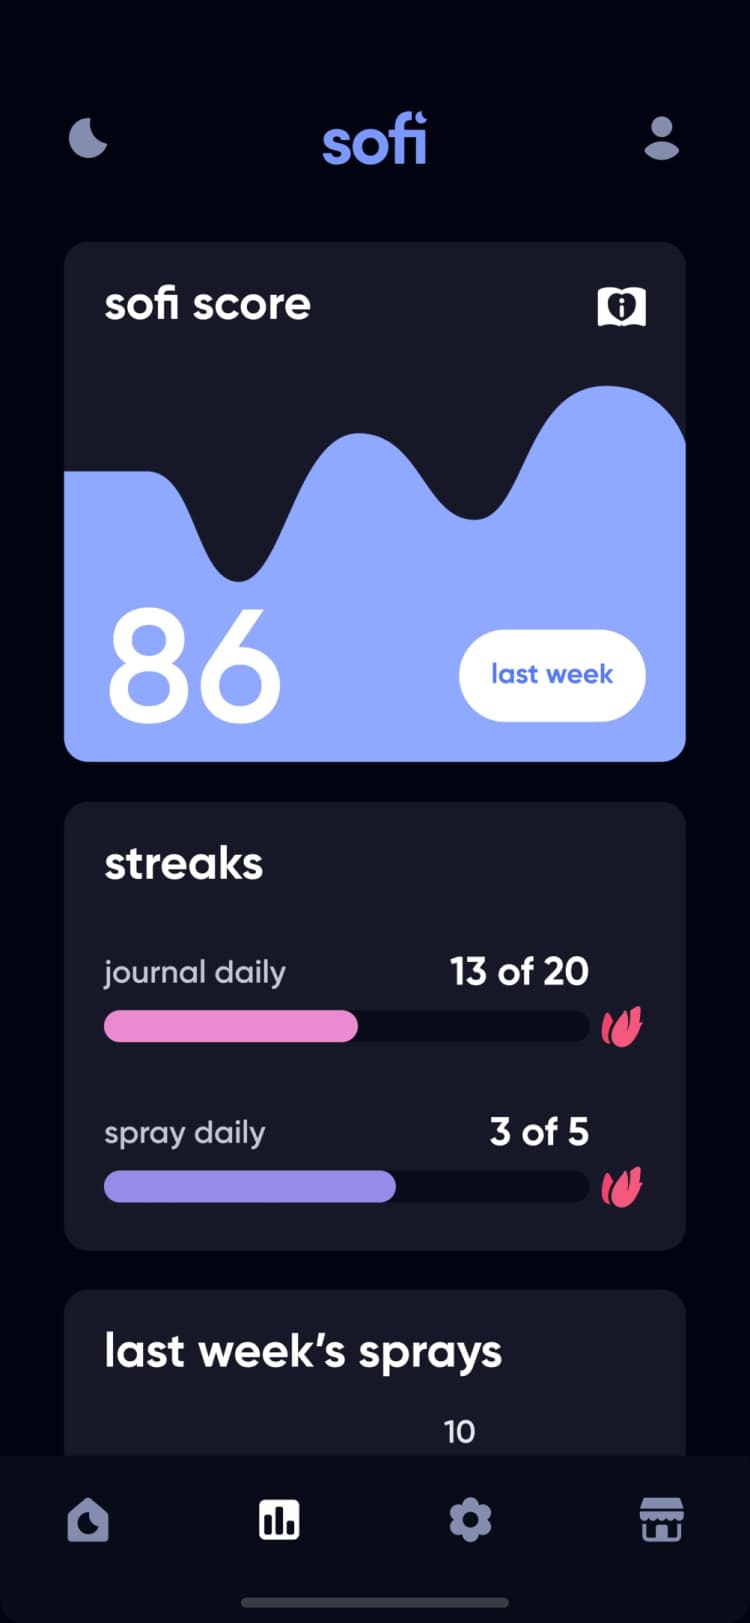 sofi
sofi score
86
last week
streaks
journal daily
13 of 20
spray daily
3 of 5
last week’s sprays
10